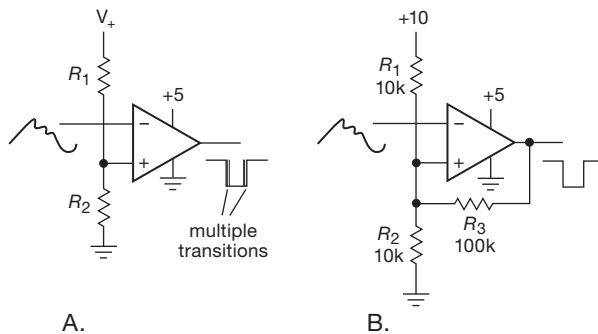 V+
R1
+5
−
+
R2
multiple
transitions
A.
+10
R1
10k
+5
−
+
R2
10k
R3
100k
B.